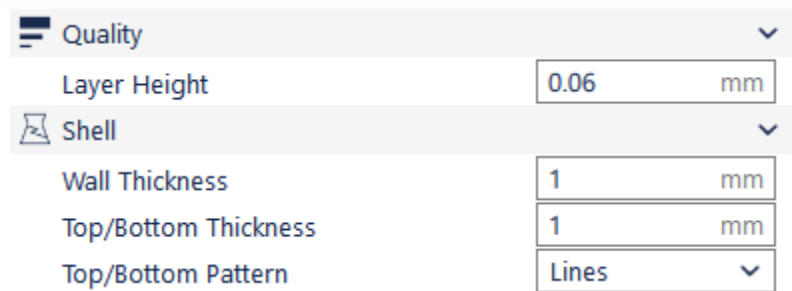 Quality
Layer Height 0.06 mm
Shell
Wall Thickness 1 mm
Top/Bottom Thickness 1 mm
Top/Bottom Pattern Lines